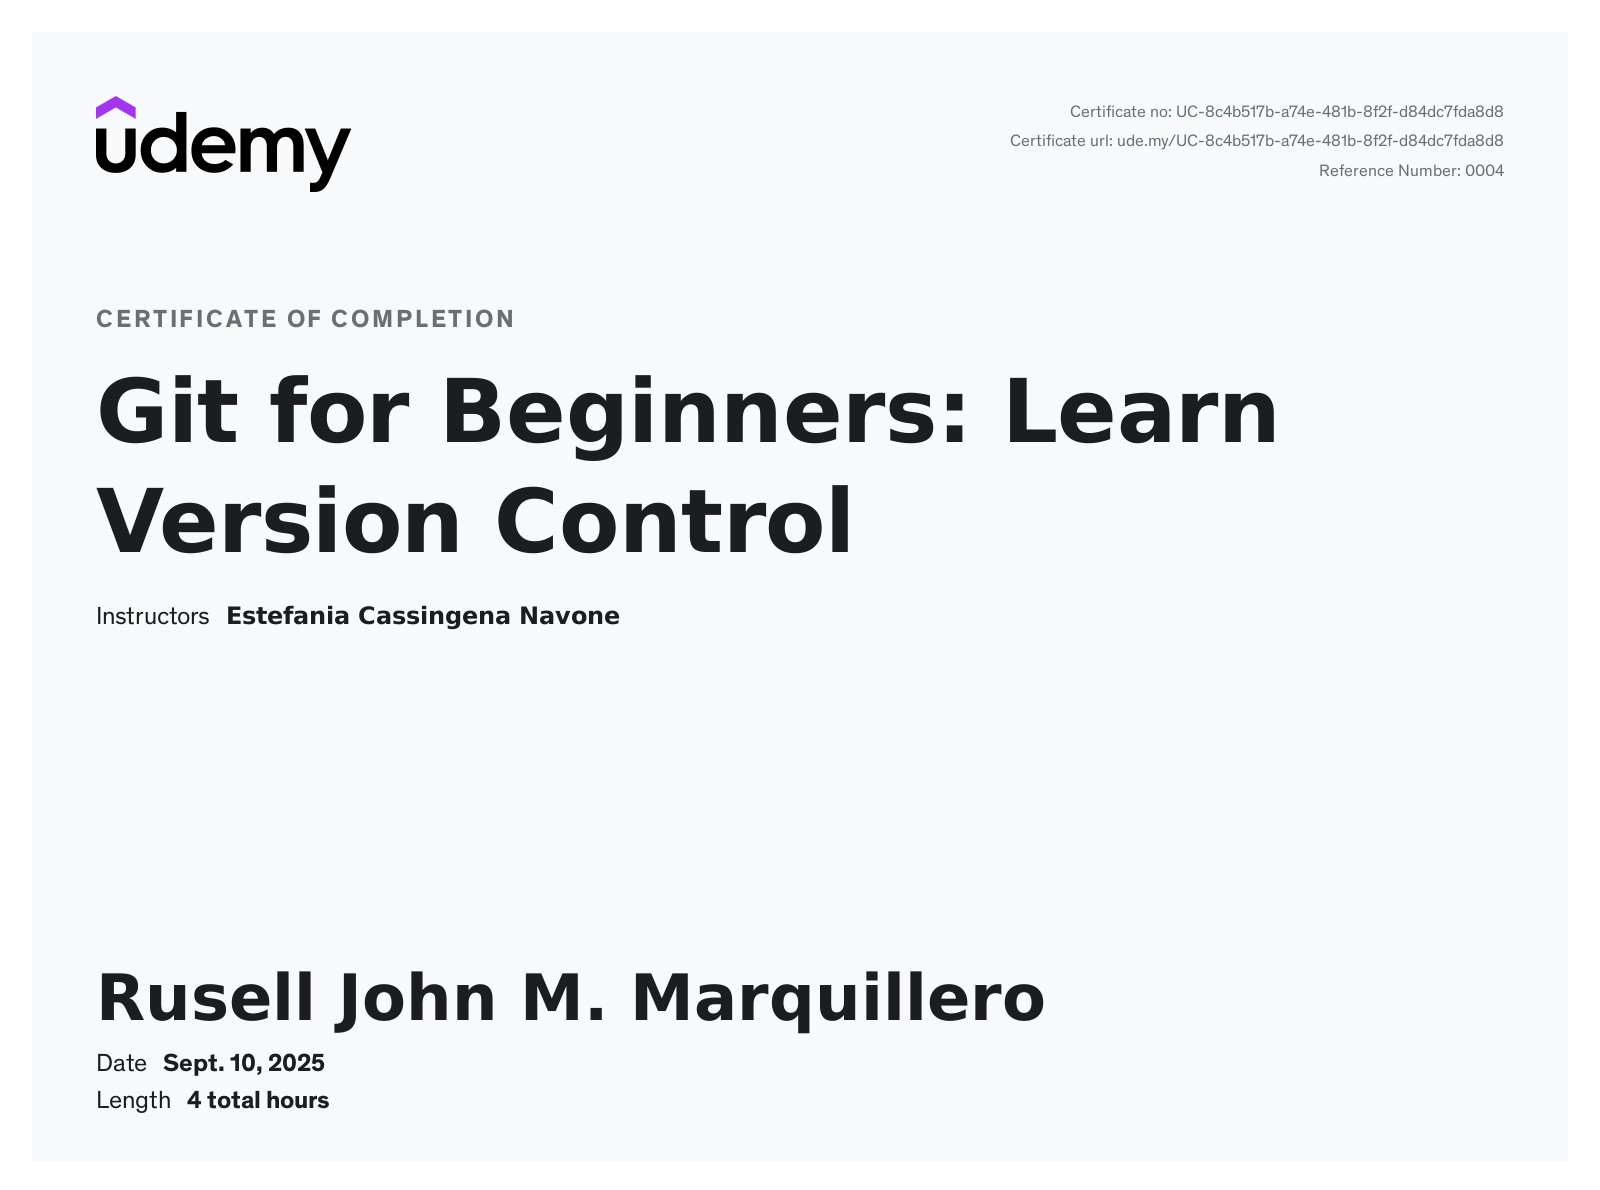 udemy
Certificate no: UC-8c4b517b-a74e-481b-8f2f-d84dc7fda8d8
Certificate url: ude.my/UC-8c4b517b-a74e-481b-8f2f-d84dc7fda8d8
Reference Number: 0004
CERTIFICATE OF COMPLETION
Git for Beginners: Learn
Version Control
Instructors Estefania Cassingena Navone
Rusell John M. Marquillero
Date Sept. 10, 2025
Length 4 total hours